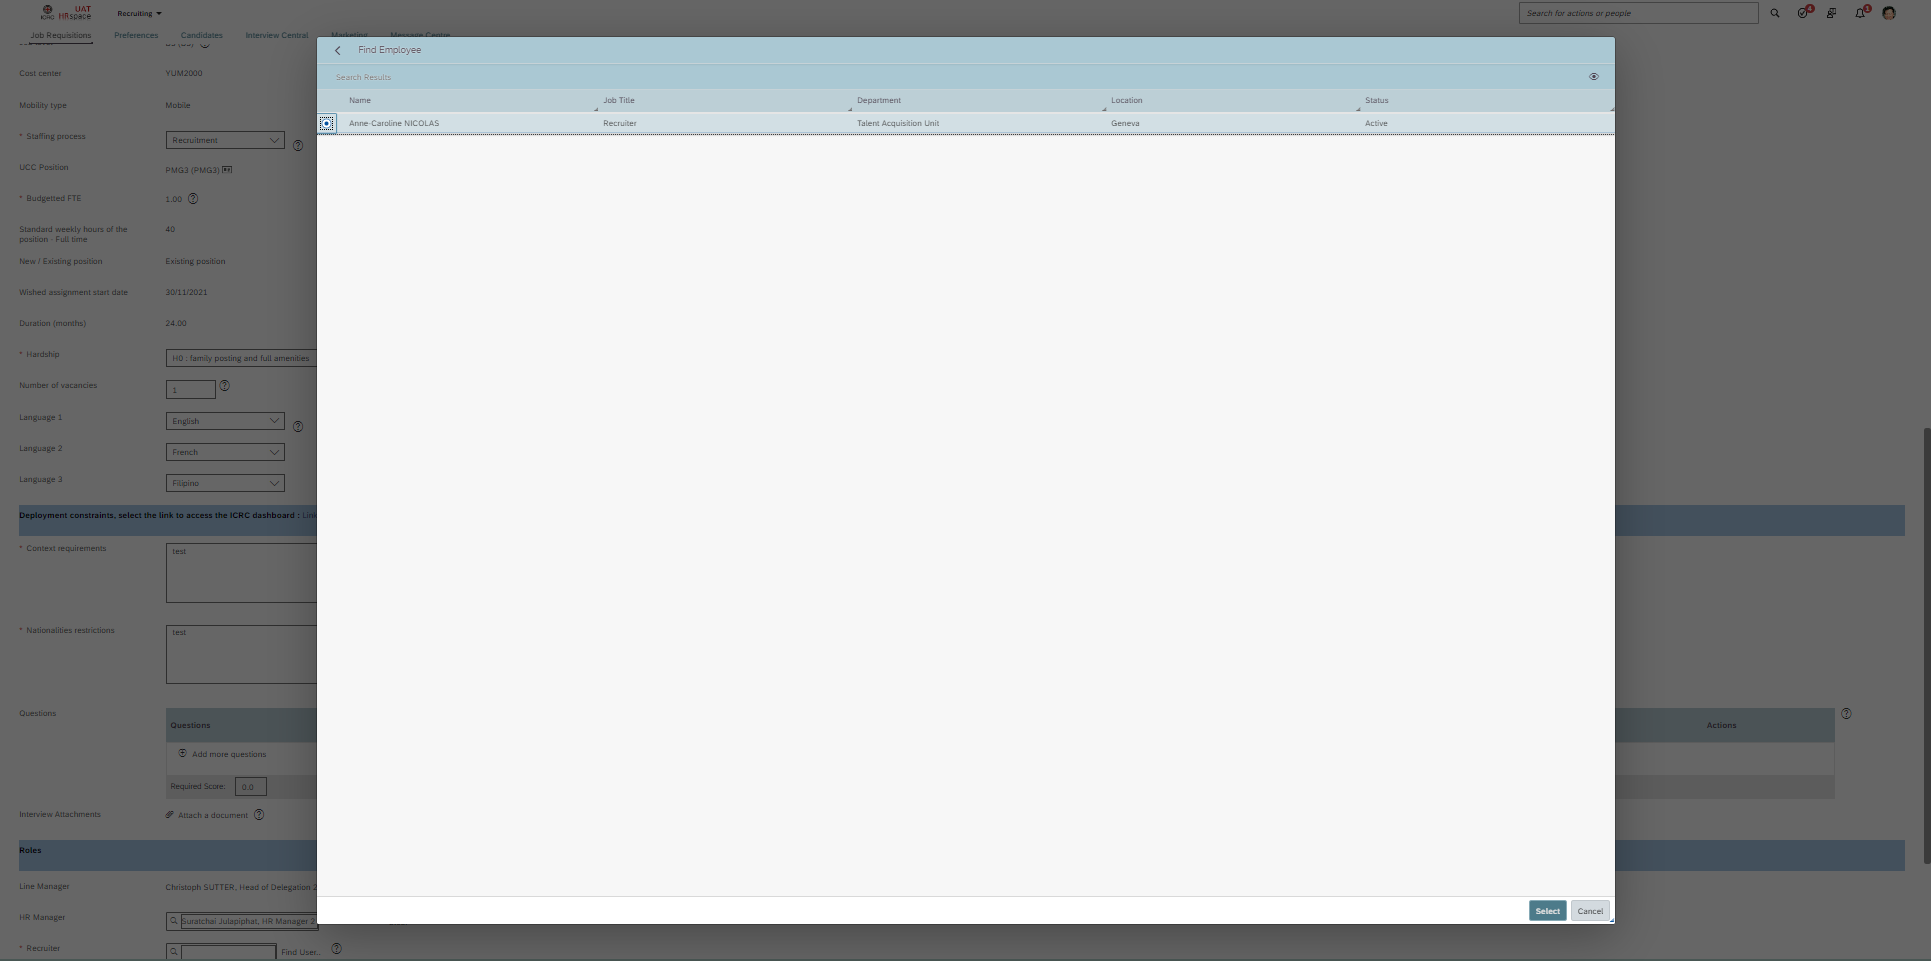 ICRC
UAT
HRspace
Recruiting
Search for actions or people
4
1
Job Requisitions
Preferences
Candidates
Interview Central
Marketing
Message Centre
Find Employee
Search Results
Name
Job Title
Department
Location
Status
Anne-Caroline NICOLAS
Recruiter
Talent Acquisition Unit
Geneva
Active
Cost center
YUM2000
Mobility type
Mobile
* Staffing process
Recruitment
UCC Position
PMG3 (PMG3)
* Budgetted FTE
1.00
Standard weekly hours of the
position - Full time
40
New / Existing position
Existing position
Wished assignment start date
30/11/2021
Duration (months)
24.00
* Hardship
H0 : family posting and full amenities
Number of vacancies
1
Language 1
English
Language 2
French
Language 3
Filipino
Deployment constraints, select the link to access the ICRC dashboard : Link
* Context requirements
test
* Nationalities restrictions
test
Questions
Questions
Actions
Add more questions
Required Score:
0.0
Interview Attachments
Attach a document
Roles
Line Manager
Christoph SUTTER, Head of Delegation 2
HR Manager
Suratchai Julapiphat, HR Manager 2
Select
Cancel
* Recruiter
Find User...